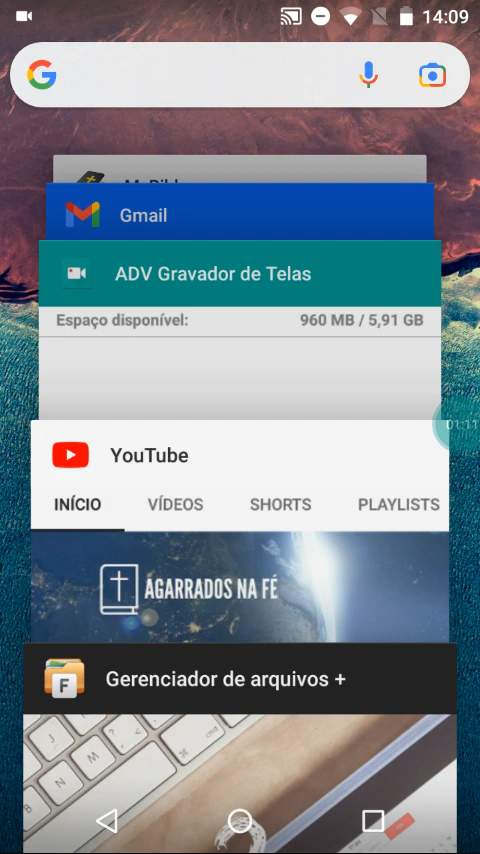 14:09
Gmail
ADV Gravador de Telas
Espaço disponível: 960 MB / 5,91 GB
01:11
YouTube
INÍCIO VÍDEOS SHORTS PLAYLISTS
AGARRADOS NA FÉ
F Gerenciador de arquivos +